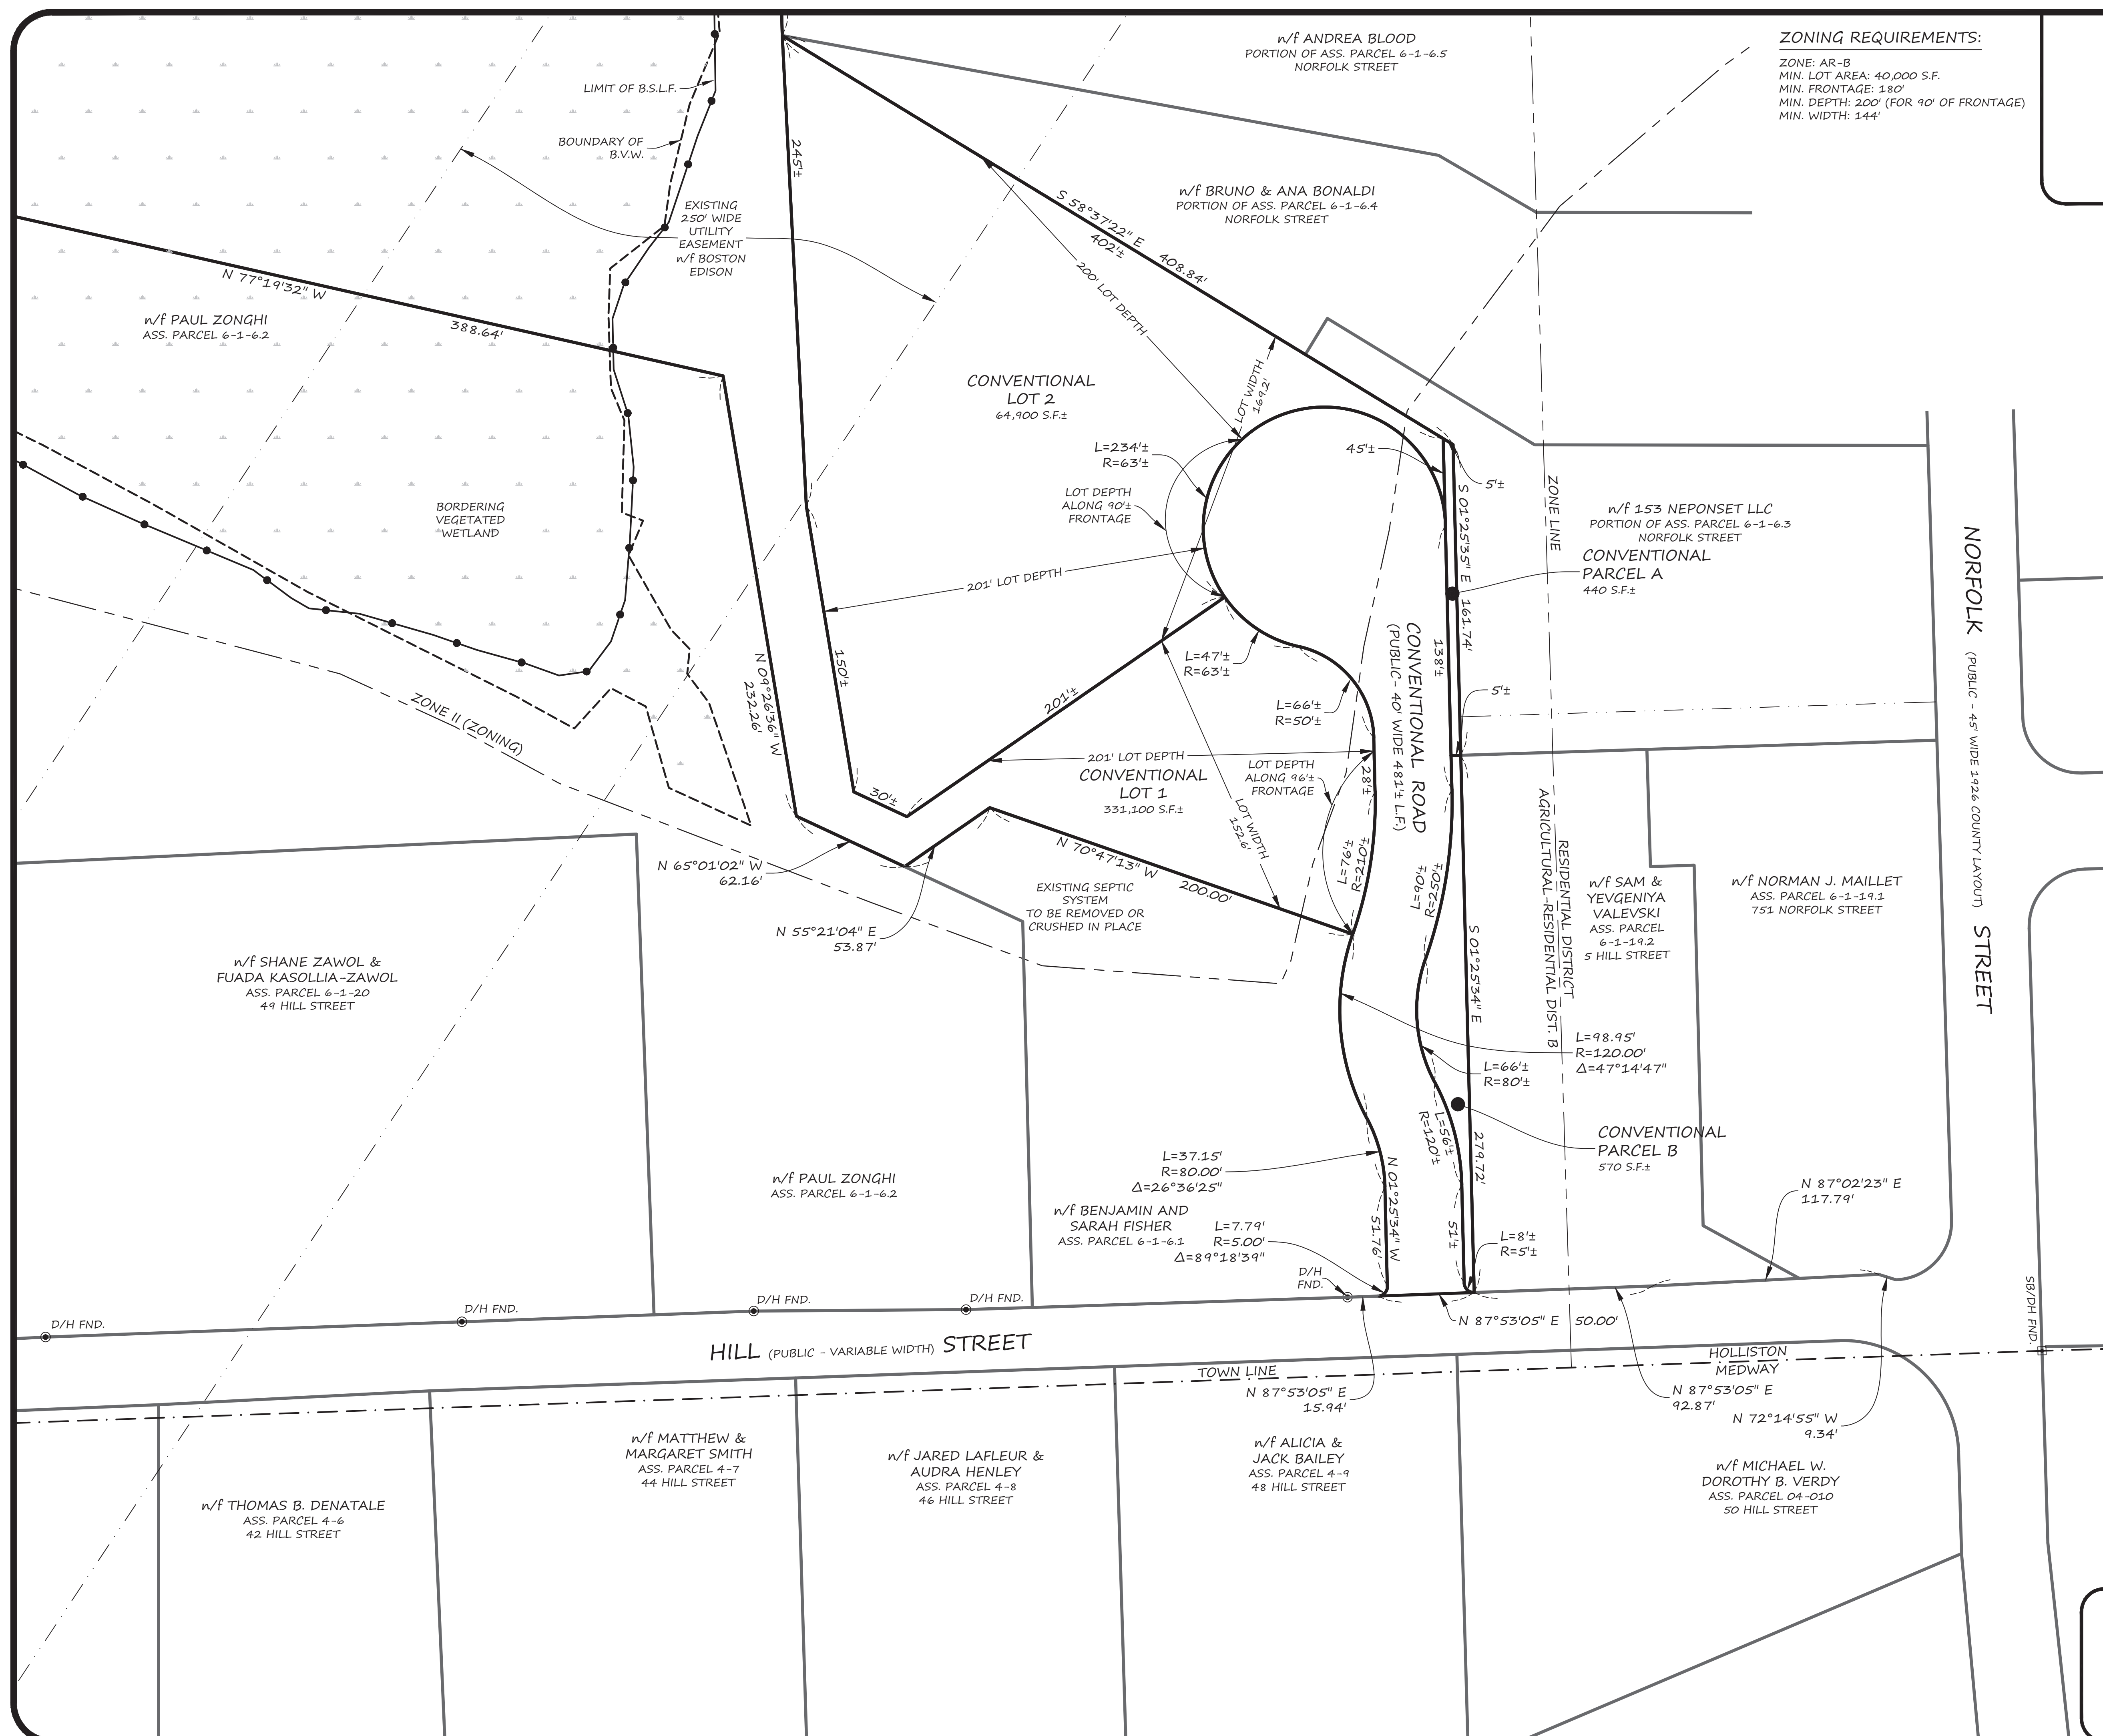 ZONING REQUIREMENTS:
ZONE: AR-B
MIN. LOT AREA: 40,000 S.F.
MIN. FRONTAGE: 180'
MIN. DEPTH: 200' (FOR 90' OF FRONTAGE)
MIN. WIDTH: 144'
n/f ANDREA BLOOD
PORTION OF ASS. PARCEL 6-1-6.5
NORFOLK STREET
LIMIT OF B.S.L.F.
BOUNDARY OF
B.V.W.
245'±
EXISTING
250' WIDE
UTILITY
EASEMENT
n/f BOSTON
EDISON
n/f BRUNO & ANA BONALDI
PORTION OF ASS. PARCEL 6-1-6.4
NORFOLK STREET
S 58°37'22" E
402'±
408.84'
200' LOT DEPTH
N 77°19'32" W
388.64'
n/f PAUL ZONGHI
ASS. PARCEL 6-1-6.2
CONVENTIONAL
LOT 2
64,900 S.F.±
LOT WIDTH
169.2'
L=234'±
R=63'±
45'±
5'±
LOT DEPTH
ALONG 90'±
FRONTAGE
BORDERING
VEGETATED
WETLAND
201' LOT DEPTH
S 01°25'35" E
161.74'
ZONE LINE
n/f 153 NEPONSET LLC
PORTION OF ASS. PARCEL 6-1-6.3
NORFOLK STREET
CONVENTIONAL
PARCEL A
440 S.F.±
NORFOLK (PUBLIC - 45' WIDE 1926 COUNTY LAYOUT) STREET
ZONE II (ZONING)
N 09°26'36" W
232.26'
150'±
201'±
30'±
L=47'±
R=63'±
L=66'±
R=50'±
CONVENTIONAL ROAD
(PUBLIC- 40' WIDE 481'± L.F.)
138'±
5'±
201' LOT DEPTH
CONVENTIONAL
LOT 1
331,100 S.F.±
LOT DEPTH
ALONG 96'±
FRONTAGE
28'±
LOT WIDTH
152.6'
L=76'±
R=210'±
L=90'±
R=250'±
RESIDENTIAL DISTRICT
AGRICULTURAL-RESIDENTIAL DIST. B
N 65°01'02" W
62.16'
N 70°47'13" W
200.00'
EXISTING SEPTIC
SYSTEM
TO BE REMOVED OR
CRUSHED IN PLACE
N 55°21'04" E
53.87'
n/f SAM &
YEVGENIYA
VALEVSKI
ASS. PARCEL
6-1-19.2
5 HILL STREET
n/f NORMAN J. MAILLET
ASS. PARCEL 6-1-19.1
751 NORFOLK STREET
n/f SHANE ZAWOL &
FUADA KASOLLIA-ZAWOL
ASS. PARCEL 6-1-20
49 HILL STREET
S 01°25'34" E
279.72'
L=98.95'
R=120.00'
Δ=47°14'47"
L=66'±
R=80'±
L=56'±
R=120'±
CONVENTIONAL
PARCEL B
570 S.F.±
L=37.15'
R=80.00'
Δ=26°36'25"
n/f PAUL ZONGHI
ASS. PARCEL 6-1-6.2
n/f BENJAMIN AND
SARAH FISHER
ASS. PARCEL 6-1-6.1
L=7.79'
R=5.00'
Δ=89°18'39"
N 01°25'34" W
51.76'
51'±
L=8'±
R=5'±
N 87°02'23" E
117.79'
D/H
FND.
D/H FND.
D/H FND.
D/H FND.
D/H FND.
SB/DH FND.
N 87°53'05" E 50.00'
HILL (PUBLIC - VARIABLE WIDTH) STREET
TOWN LINE
HOLLISTON
MEDWAY
N 87°53'05" E
15.94'
N 87°53'05" E
92.87'
N 72°14'55" W
9.34'
n/f THOMAS B. DENATALE
ASS. PARCEL 4-6
42 HILL STREET
n/f MATTHEW &
MARGARET SMITH
ASS. PARCEL 4-7
44 HILL STREET
n/f JARED LAFLEUR &
AUDRA HENLEY
ASS. PARCEL 4-8
46 HILL STREET
n/f ALICIA &
JACK BAILEY
ASS. PARCEL 4-9
48 HILL STREET
n/f MICHAEL W.
DOROTHY B. VERDY
ASS. PARCEL 04-010
50 HILL STREET